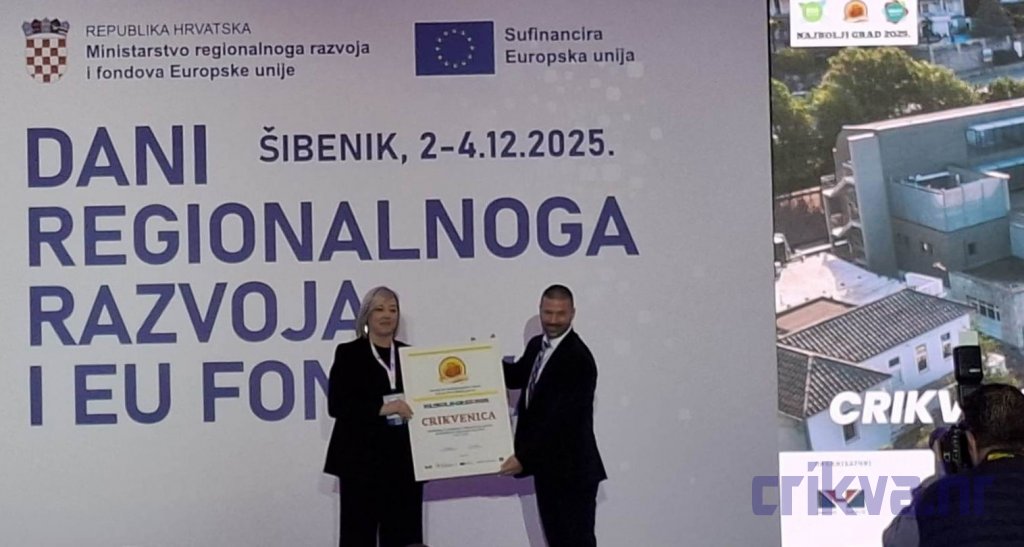 REPUBLIKA HRVATSKA
Ministarstvo regionalnoga razvoja
i fondova Europske unije
Sufinancira
Europska unija
DANI
ŠIBENIK, 2-4.12.2025.
REGIONALNOGA
RAZVOJA
I EU FON
CRIKVENICA
NAJBOLJI GRAD 2025.
CRIKV
crikva.hr